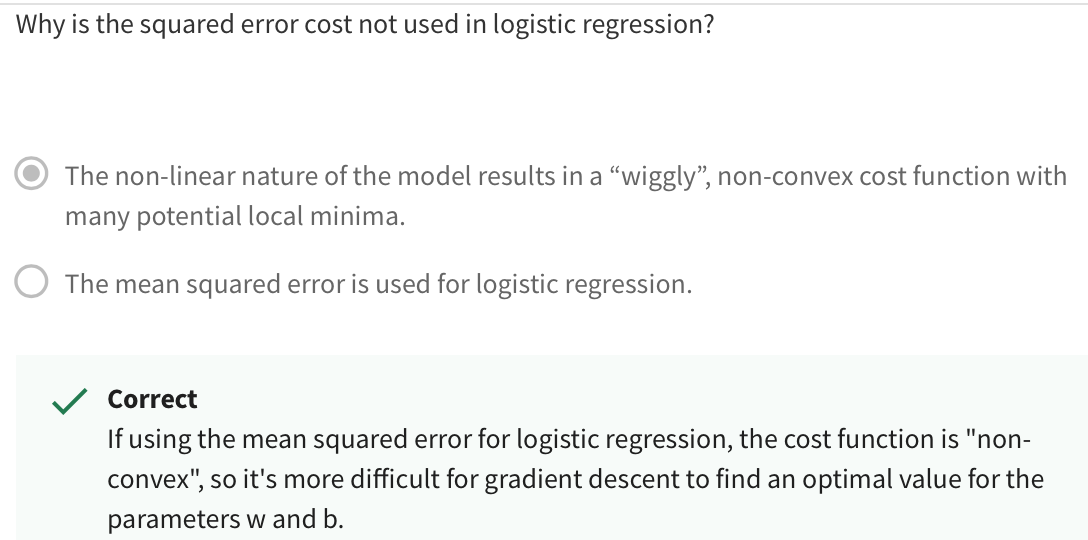 Why is the squared error cost not used in logistic regression?
The non-linear nature of the model results in a “wiggly”, non-convex cost function with
many potential local minima.
The mean squared error is used for logistic regression.
Correct
If using the mean squared error for logistic regression, the cost function is "non-
convex", so it's more difficult for gradient descent to find an optimal value for the
parameters w and b.